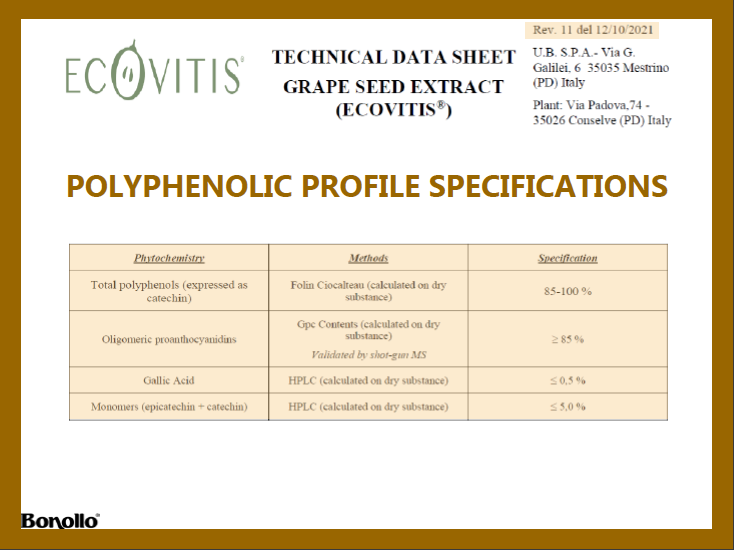 Rev. 11 del 12/10/2021
ECOVITIS®
TECHNICAL DATA SHEET
GRAPE SEED EXTRACT
(ECOVITIS®)
U.B. S.P.A.- Via G.
Galilei, 6 35035 Mestrino
(PD) Italy
Plant: Via Padova,74 -
35026 Conselve (PD) Italy
POLYPHENOLIC PROFILE SPECIFICATIONS
Phytochemistry Methods Specification
Total polyphenols (expressed as
catechin)
Folin Ciocalteau (calculated on dry
substance)
85-100 %
Oligomeric proanthocyanidins
Gpc Contents (calculated on dry
substance)
Validated by shot-gun MS
≥ 85 %
Gallic Acid HPLC (calculated on dry substance) ≤ 0,5 %
Monomers (epicatechin + catechin) HPLC (calculated on dry substance) ≤ 5,0 %
Bonollo®